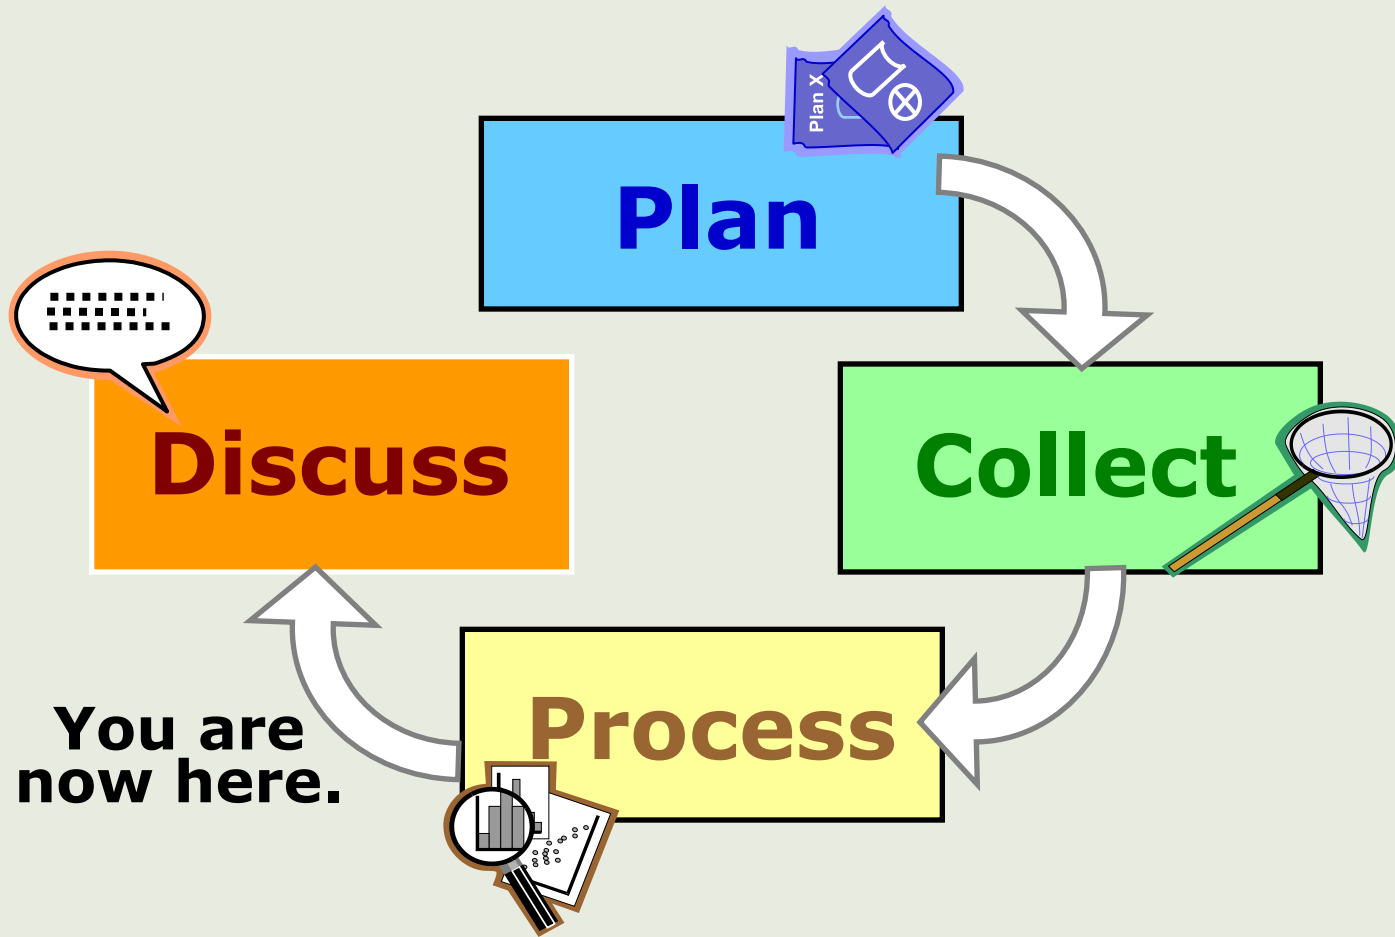 Plan X
Plan
Discuss
Collect
Process
You are
now here.